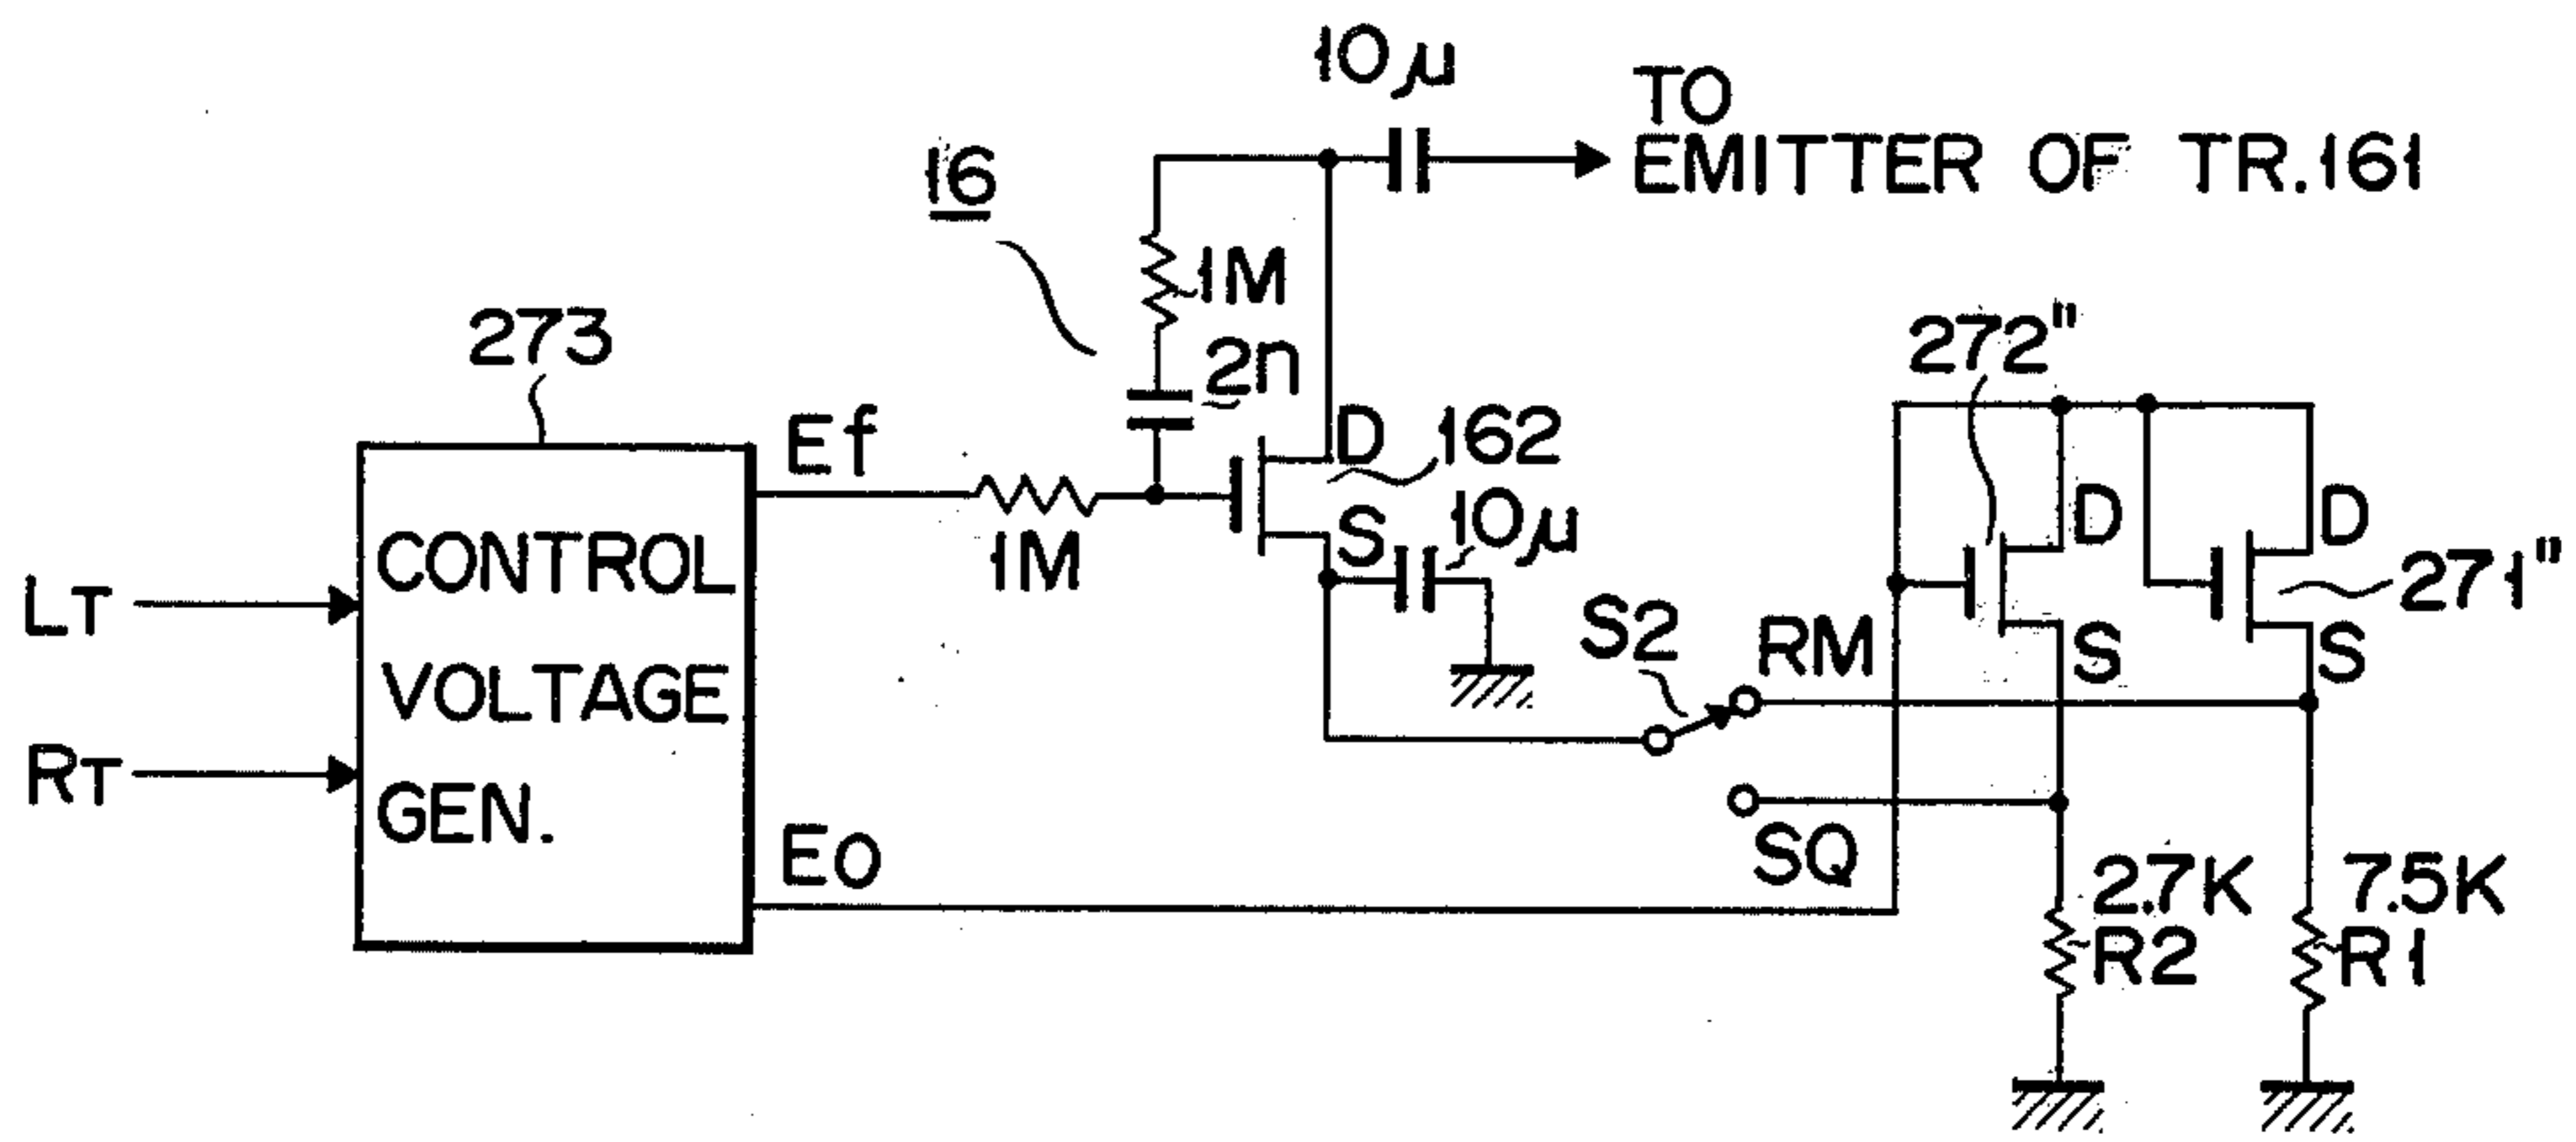 10μ
TO
EMITTER OF TR.161
16
1M
2n
273
272"
Ef
D
162
1M
S
10μ
D
D
271"
S
S
LT
CONTROL
VOLTAGE
GEN.
RT
S2
RM
SQ
EO
2.7K
R2
7.5K
R1